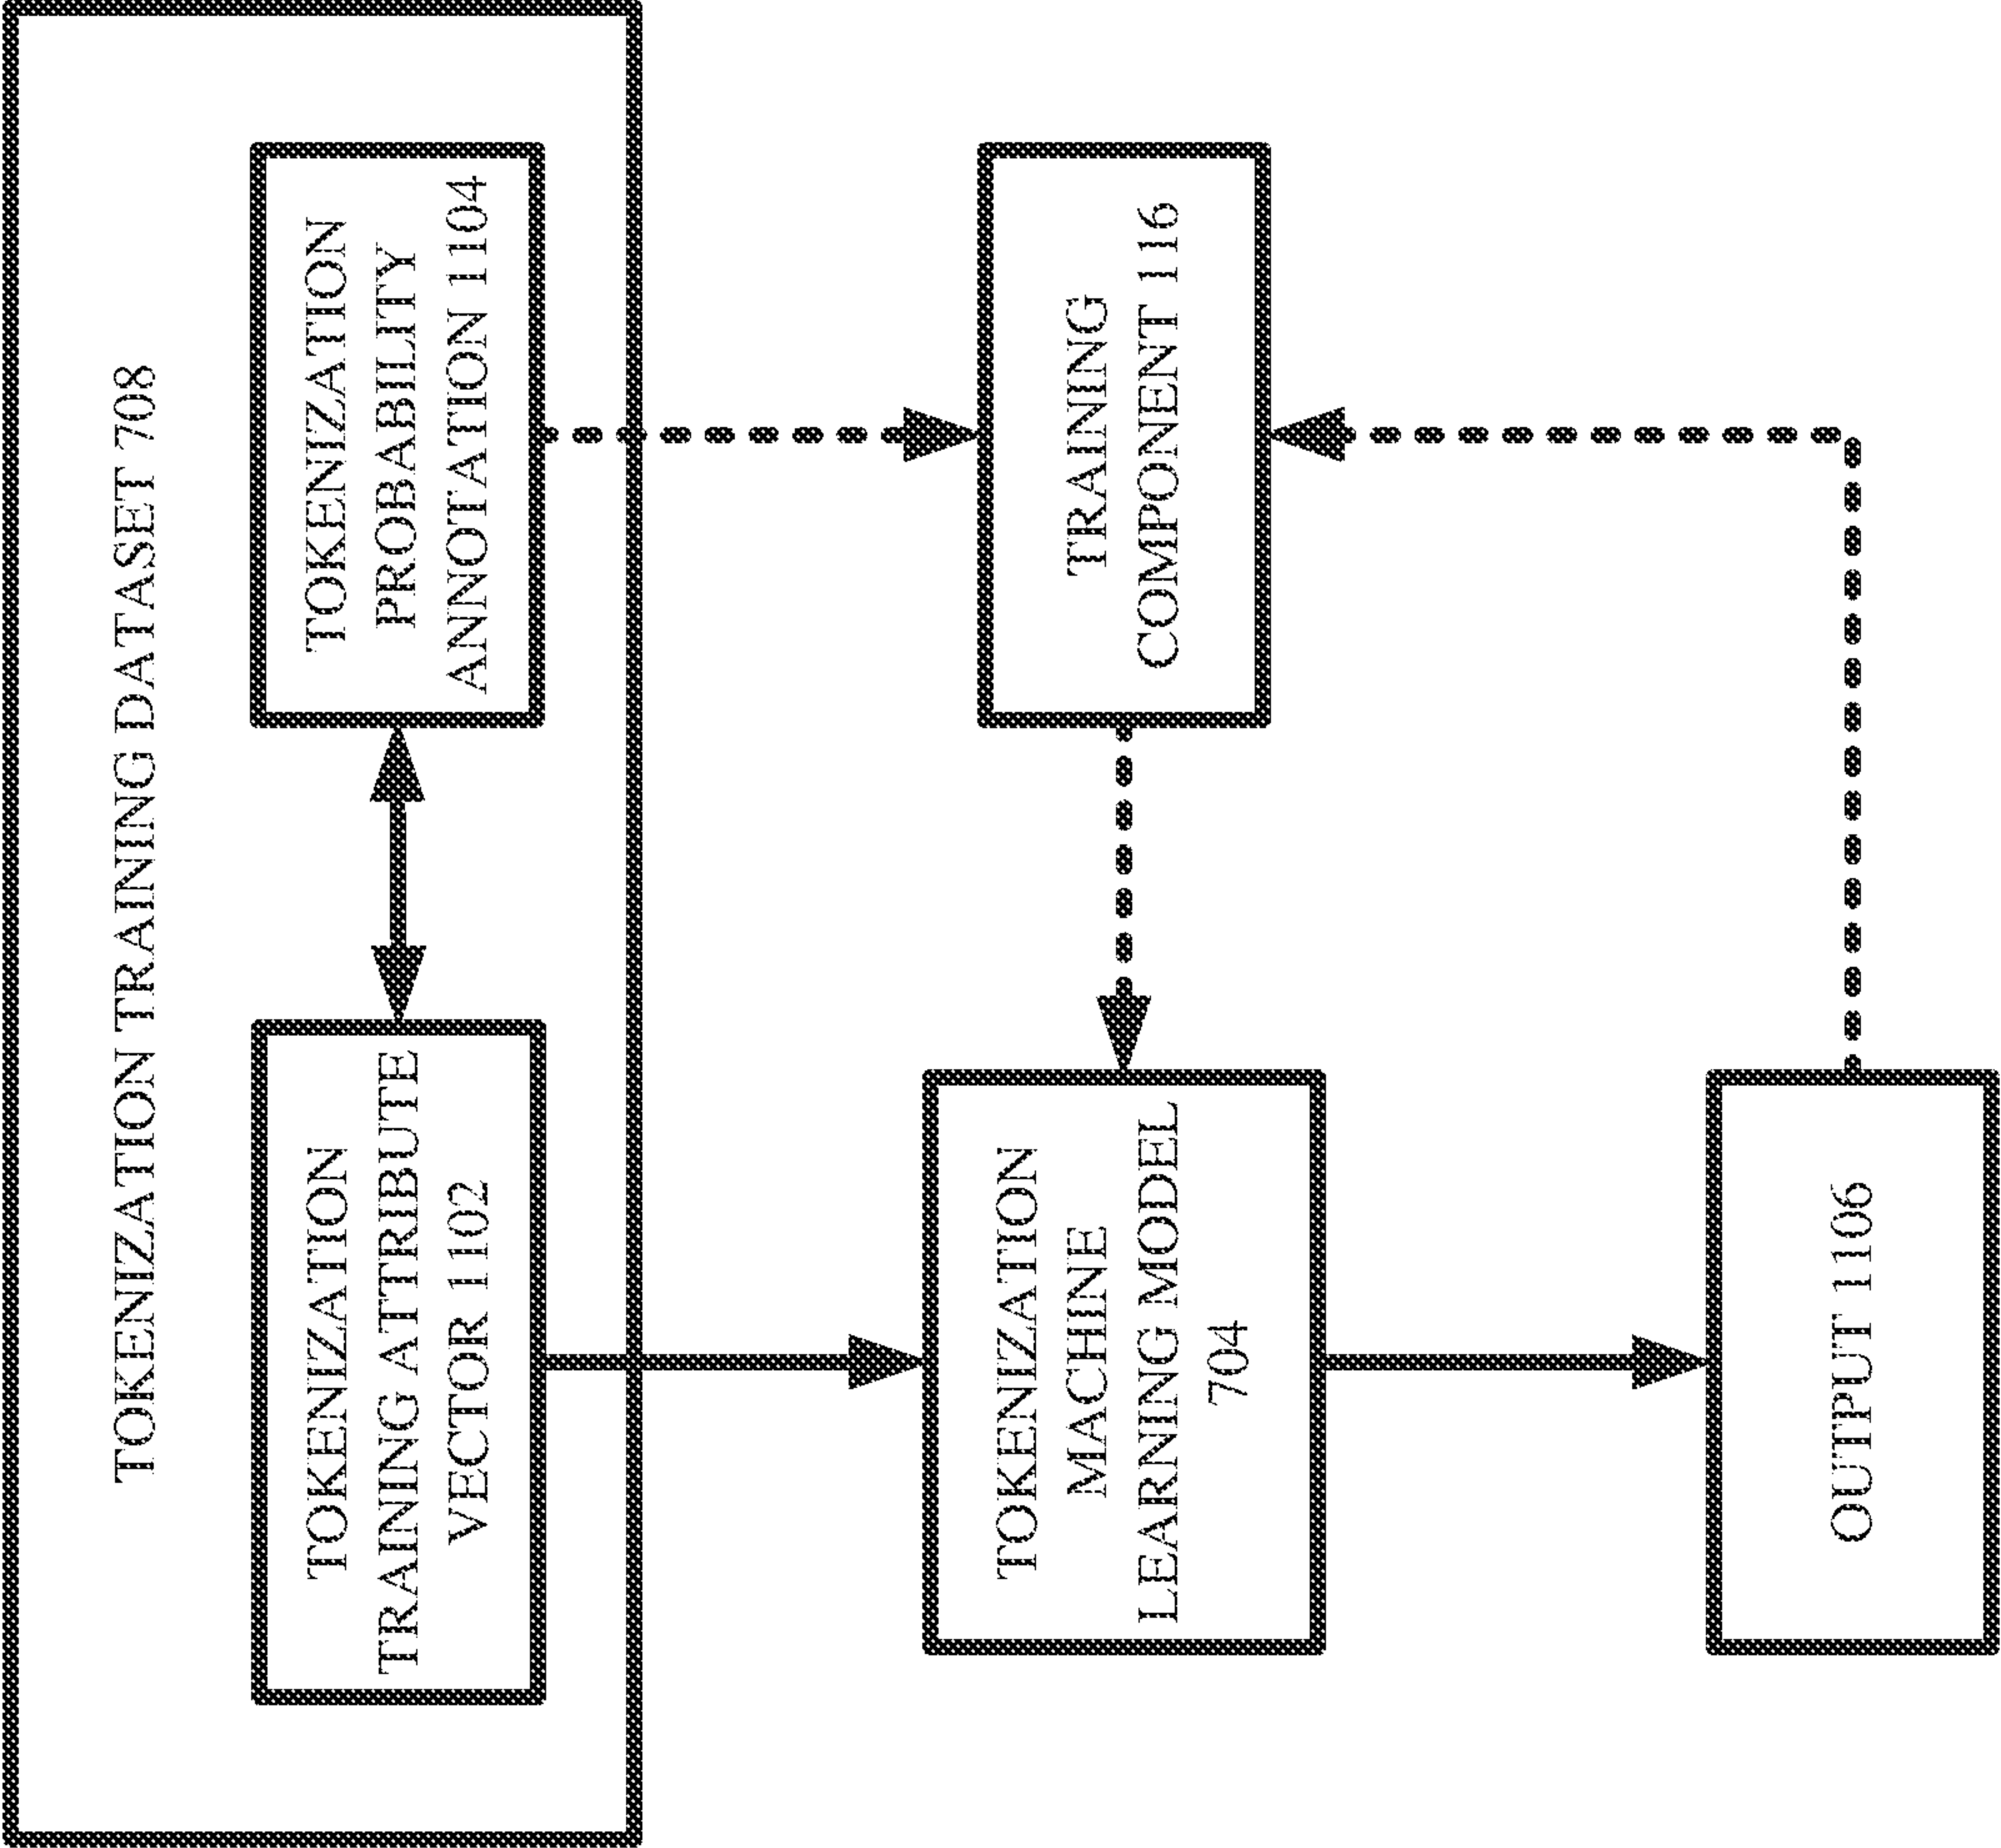 TOKENIZATION TRAINING DATASET 708
TOKENIZATION
TRAINING ATTRIBUTE
VECTOR 1102
TOKENIZATION
PROBABILITY
ANNOTATION 1104
TOKENIZATION
MACHINE
LEARNING MODEL
704
TRAINING
COMPONENT 116
OUTPUT 1106